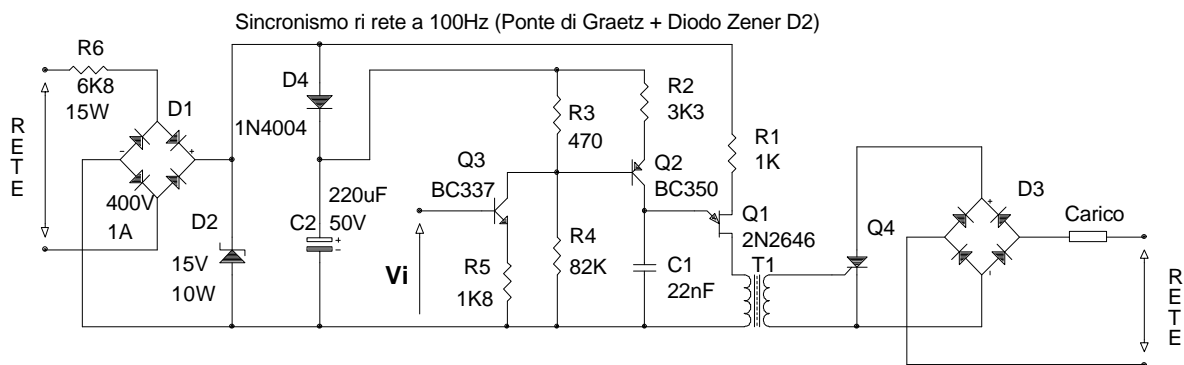 Sincronismo ri rete a 100Hz (Ponte di Graetz + Diodo Zener D2)
R6
6K8
15W
D1
RETE
400V
1A
D2
15V
10W
D4
1N4004
220uF
50V
C2
Vi
Q3
BC337
R5
1K8
R3
470
R4
82K
R2
3K3
Q2
BC350
C1
22nF
R1
1K
Q1
2N2646
T1
Q4
D3
Carico
RETE